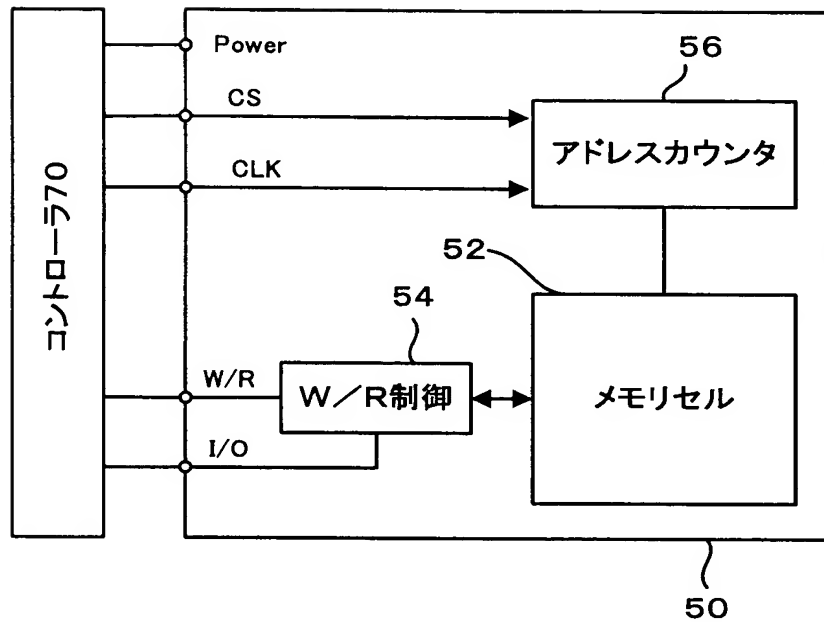 コントローラ70
Power
CS
CLK
56
アドレスカウンタ
52
メモリセル
54
W/R
W／R制御
I/O
50